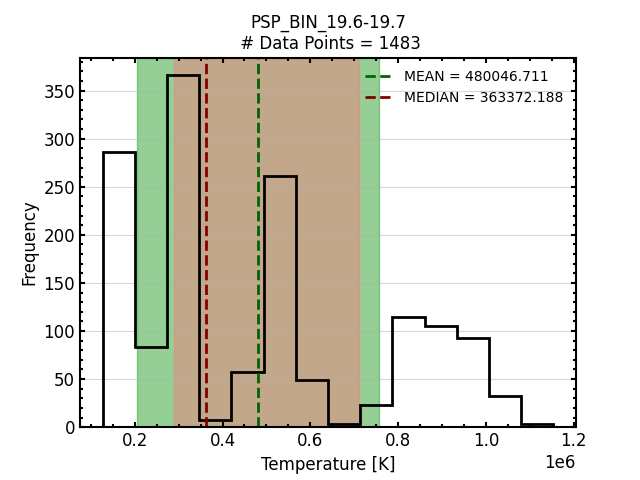 PSP_BIN_19.6-19.7
# Data Points = 1483
MEAN = 480046.711
MEDIAN = 363372.188
Frequency
350
300
250
200
150
100
50
0
0.2 0.4 0.6 0.8 1.0 1.2
1e6
Temperature [K]